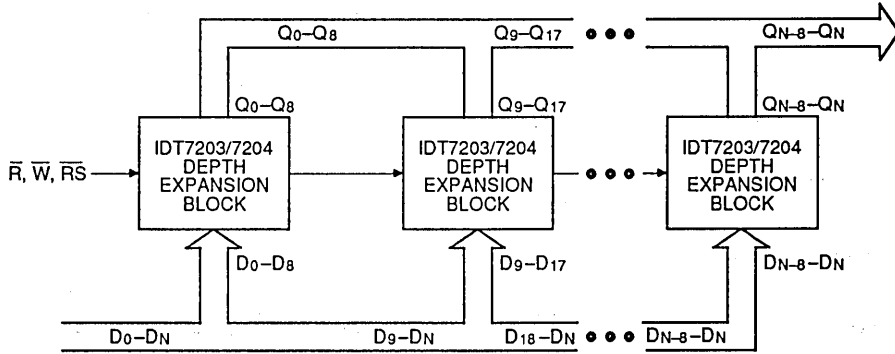 Q0–Q8 Q9–Q17 QN–8–QN
Q0–Q8 Q9–Q17 QN–8–QN
R̅, W̅, R̅S̅
IDT7203/7204
DEPTH
EXPANSION
BLOCK
IDT7203/7204
DEPTH
EXPANSION
BLOCK
IDT7203/7204
DEPTH
EXPANSION
BLOCK
D0–D8 D9–D17 DN–8–DN
D0–DN D9–DN D18–DN DN–8–DN